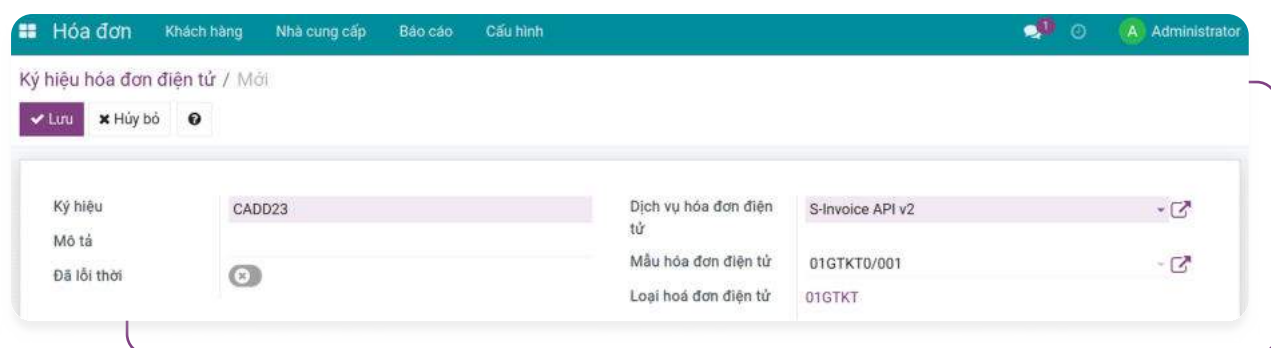 Hóa đơn Khách hàng Nhà cung cấp Báo cáo Cấu hình 1 A Administrator
Ký hiệu hóa đơn điện tử / Mới
Lưu Hủy bỏ
Ký hiệu CADD23
Mô tả
Đã lỗi thời
Dịch vụ hóa đơn điện tử S-Invoice API v2
Mẫu hóa đơn điện tử 01GTKT0/001
Loại hoá đơn điện tử 01GTKT